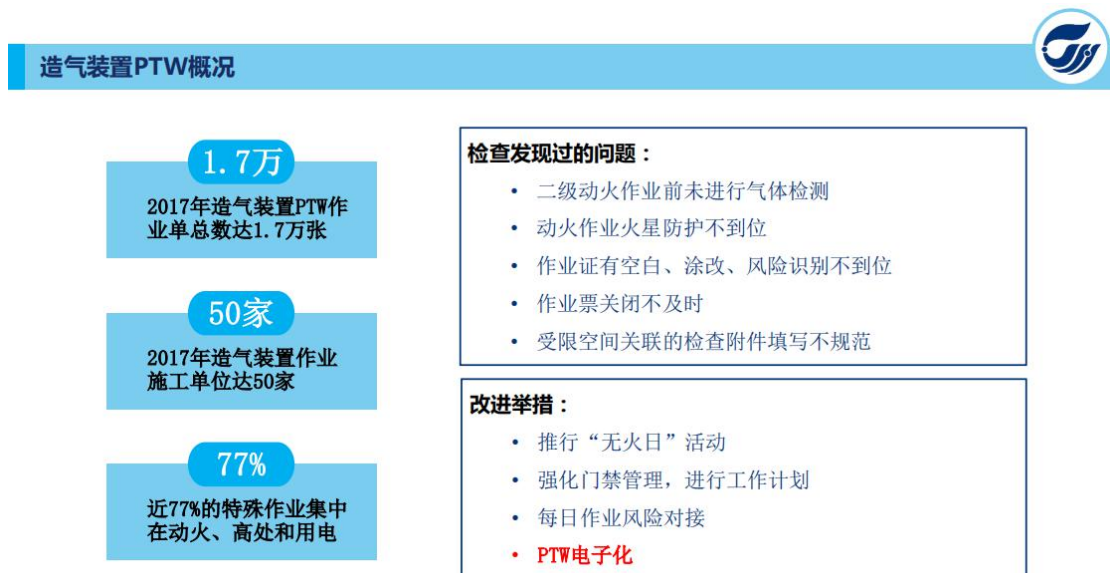 造气装置PTW概况
1.7万
2017年造气装置PTW作
业单总数达1.7万张
50家
2017年造气装置作业
施工单位达50家
77%
近77%的特殊作业集中
在动火、高处和用电
检查发现过的问题：
• 二级动火作业前未进行气体检测
• 动火作业火星防护不到位
• 作业证有空白、涂改、风险识别不到位
• 作业票关闭不及时
• 受限空间关联的检查附件填写不规范
改进举措：
• 推行“无火日”活动
• 强化门禁管理，进行工作计划
• 每日作业风险对接
• PTW电子化